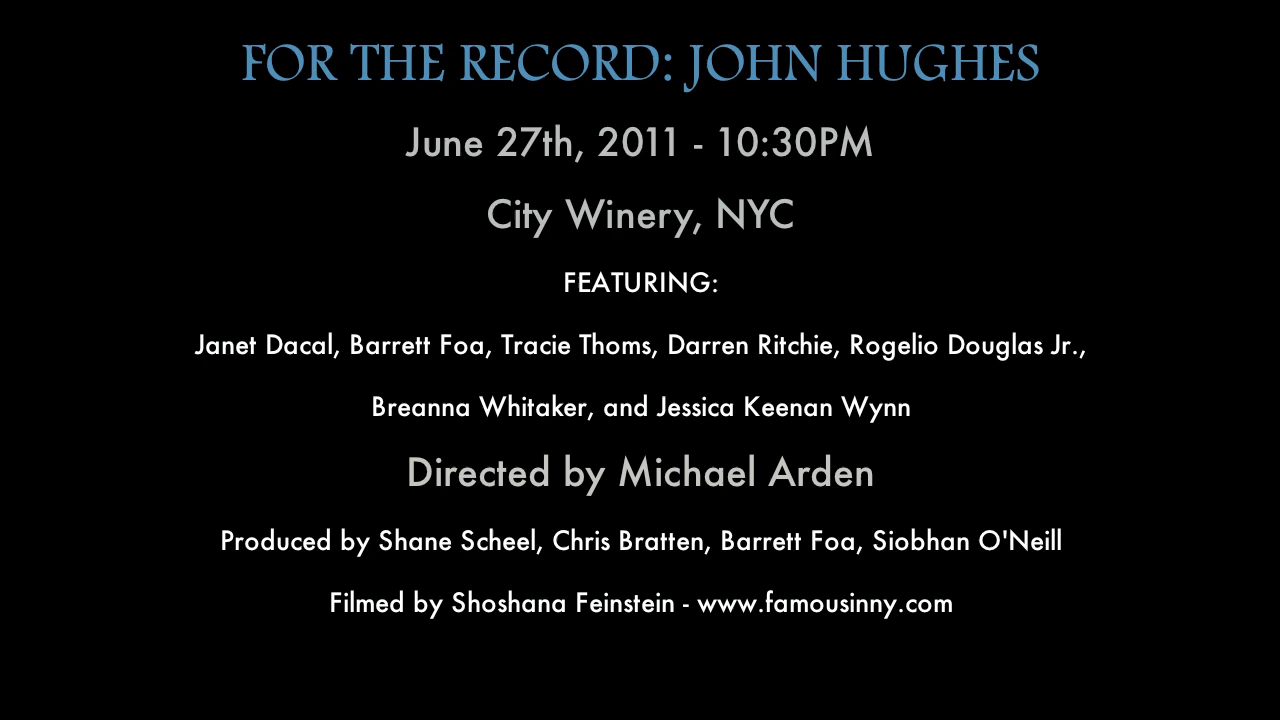 FOR THE RECORD: JOHN HUGHES
June 27th, 2011 - 10:30PM
City Winery, NYC
FEATURING:
Janet Dacal, Barrett Foa, Tracie Thoms, Darren Ritchie, Rogelio Douglas Jr.,
Breanna Whitaker, and Jessica Keenan Wynn
Directed by Michael Arden
Produced by Shane Scheel, Chris Bratten, Barrett Foa, Siobhan O'Neill
Filmed by Shoshana Feinstein - www.famousinny.com